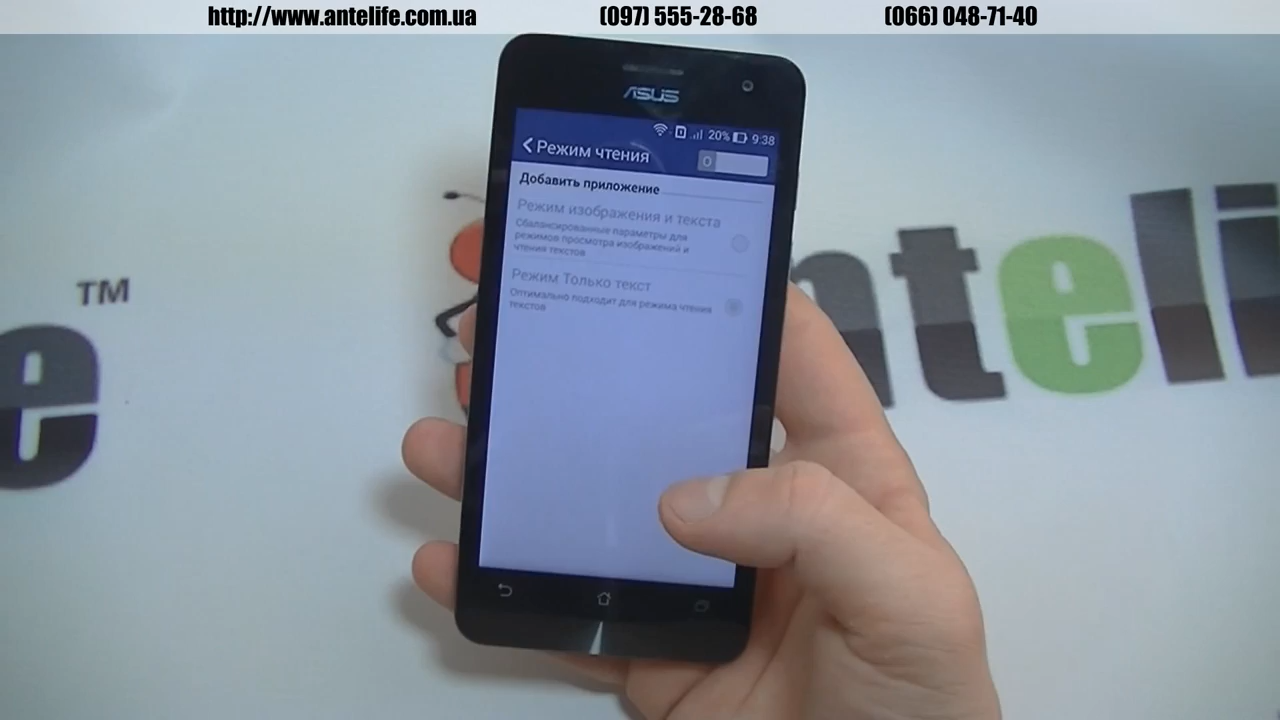 http://www.antelife.com.ua (097) 555-28-68 (066) 048-71-40
ASUS
20% 9:38
Режим чтения
Добавить приложение
Режим изображения и текста
Сбалансированные параметры для
режимов просмотра изображений и
чтения текстов
Режим Только текст
Оптимально подходит для режима чтения
текстов
e™
nteli